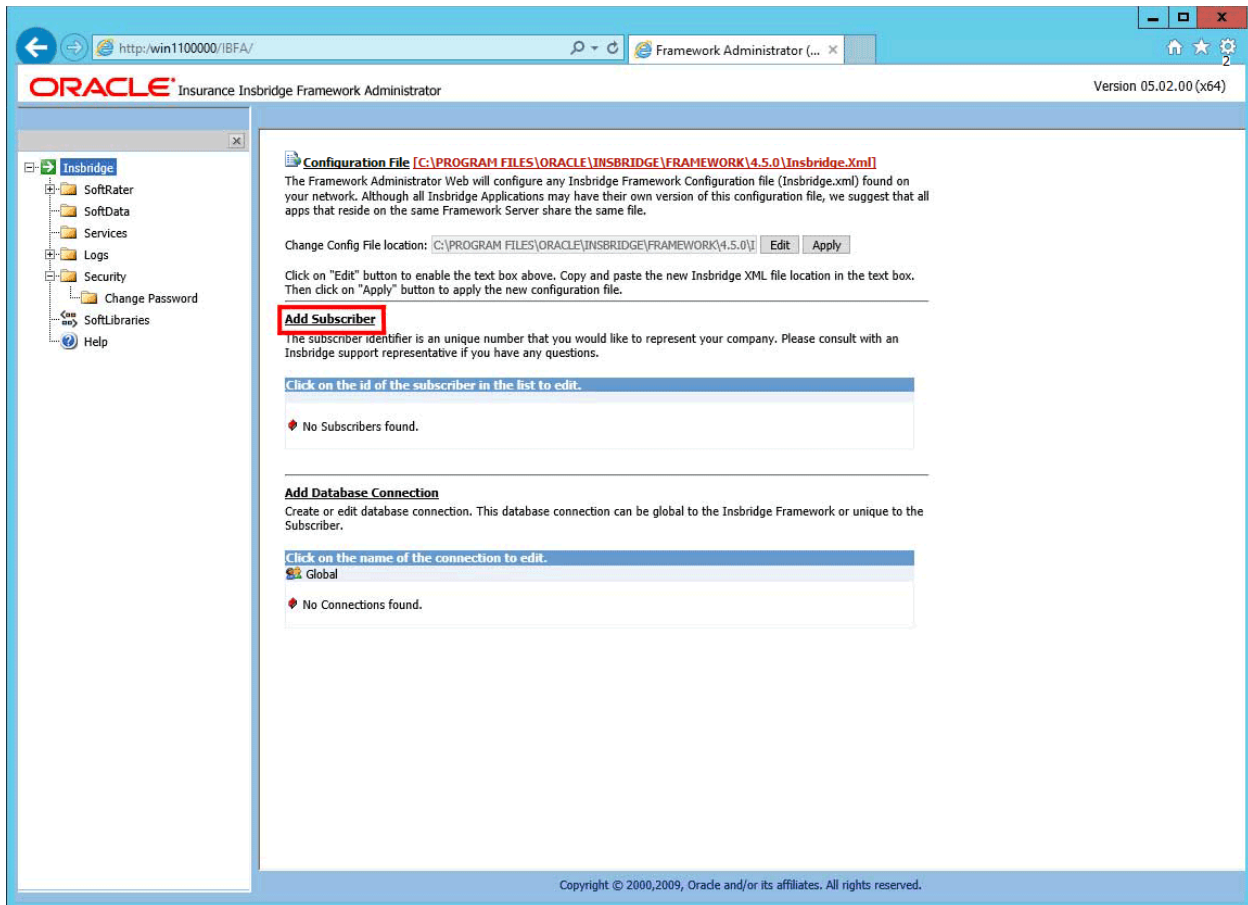 http:/win1100000/IBFA/
Framework Administrator (...
2
ORACLE Insurance Insbridge Framework Administrator
Version 05.02.00 (x64)
Insbridge
SoftRater
SoftData
Services
Logs
Security
Change Password
SoftLibraries
Help
Configuration File [C:\PROGRAM FILES\ORACLE\INSBRIDGE\FRAMEWORK\4.5.0\Insbridge.Xml]
The Framework Administrator Web will configure any Insbridge Framework Configuration file (Insbridge.xml) found on
your network. Although all Insbridge Applications may have their own version of this configuration file, we suggest that all
apps that reside on the same Framework Server share the same file.
Change Config File location: C:\PROGRAM FILES\ORACLE\INSBRIDGE\FRAMEWORK\4.5.0\I Edit Apply
Click on "Edit" button to enable the text box above. Copy and paste the new Insbridge XML file location in the text box.
Then click on "Apply" button to apply the new configuration file.
Add Subscriber
The subscriber identifier is an unique number that you would like to represent your company. Please consult with an
Insbridge support representative if you have any questions.
Click on the id of the subscriber in the list to edit.
No Subscribers found.
Add Database Connection
Create or edit database connection. This database connection can be global to the Insbridge Framework or unique to the
Subscriber.
Click on the name of the connection to edit.
Global
No Connections found.
Copyright © 2000,2009, Oracle and/or its affiliates. All rights reserved.